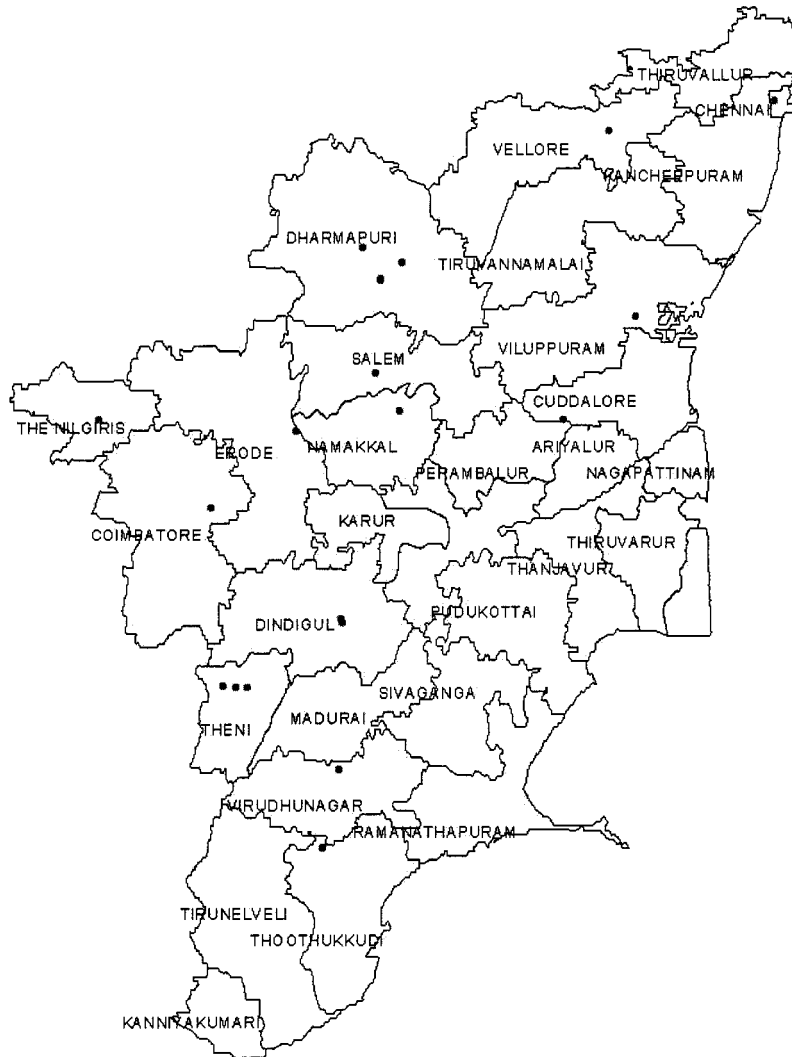 THIRUVALLUR
CHENNAI
VELLORE
KANCHEEPURAM
DHARMAPURI
TIRUVANNAMALAI
SALEM
VILUPPURAM
CUDDALORE
THE NILGIRIS
ERODE
NAMAKKAL
ARIYALUR
PERAMBALUR
NAGAPATTINAM
KARUR
COIMBATORE
THIRUVARUR
THANJAVUR
PUDUKOTTAI
DINDIGUL
SIVAGANGA
MADURAI
THENI
VIRUDHUNAGAR
RAMANATHAPURAM
TIRUNELVELI
THOOTHUKKUDI
KANNIYAKUMARI